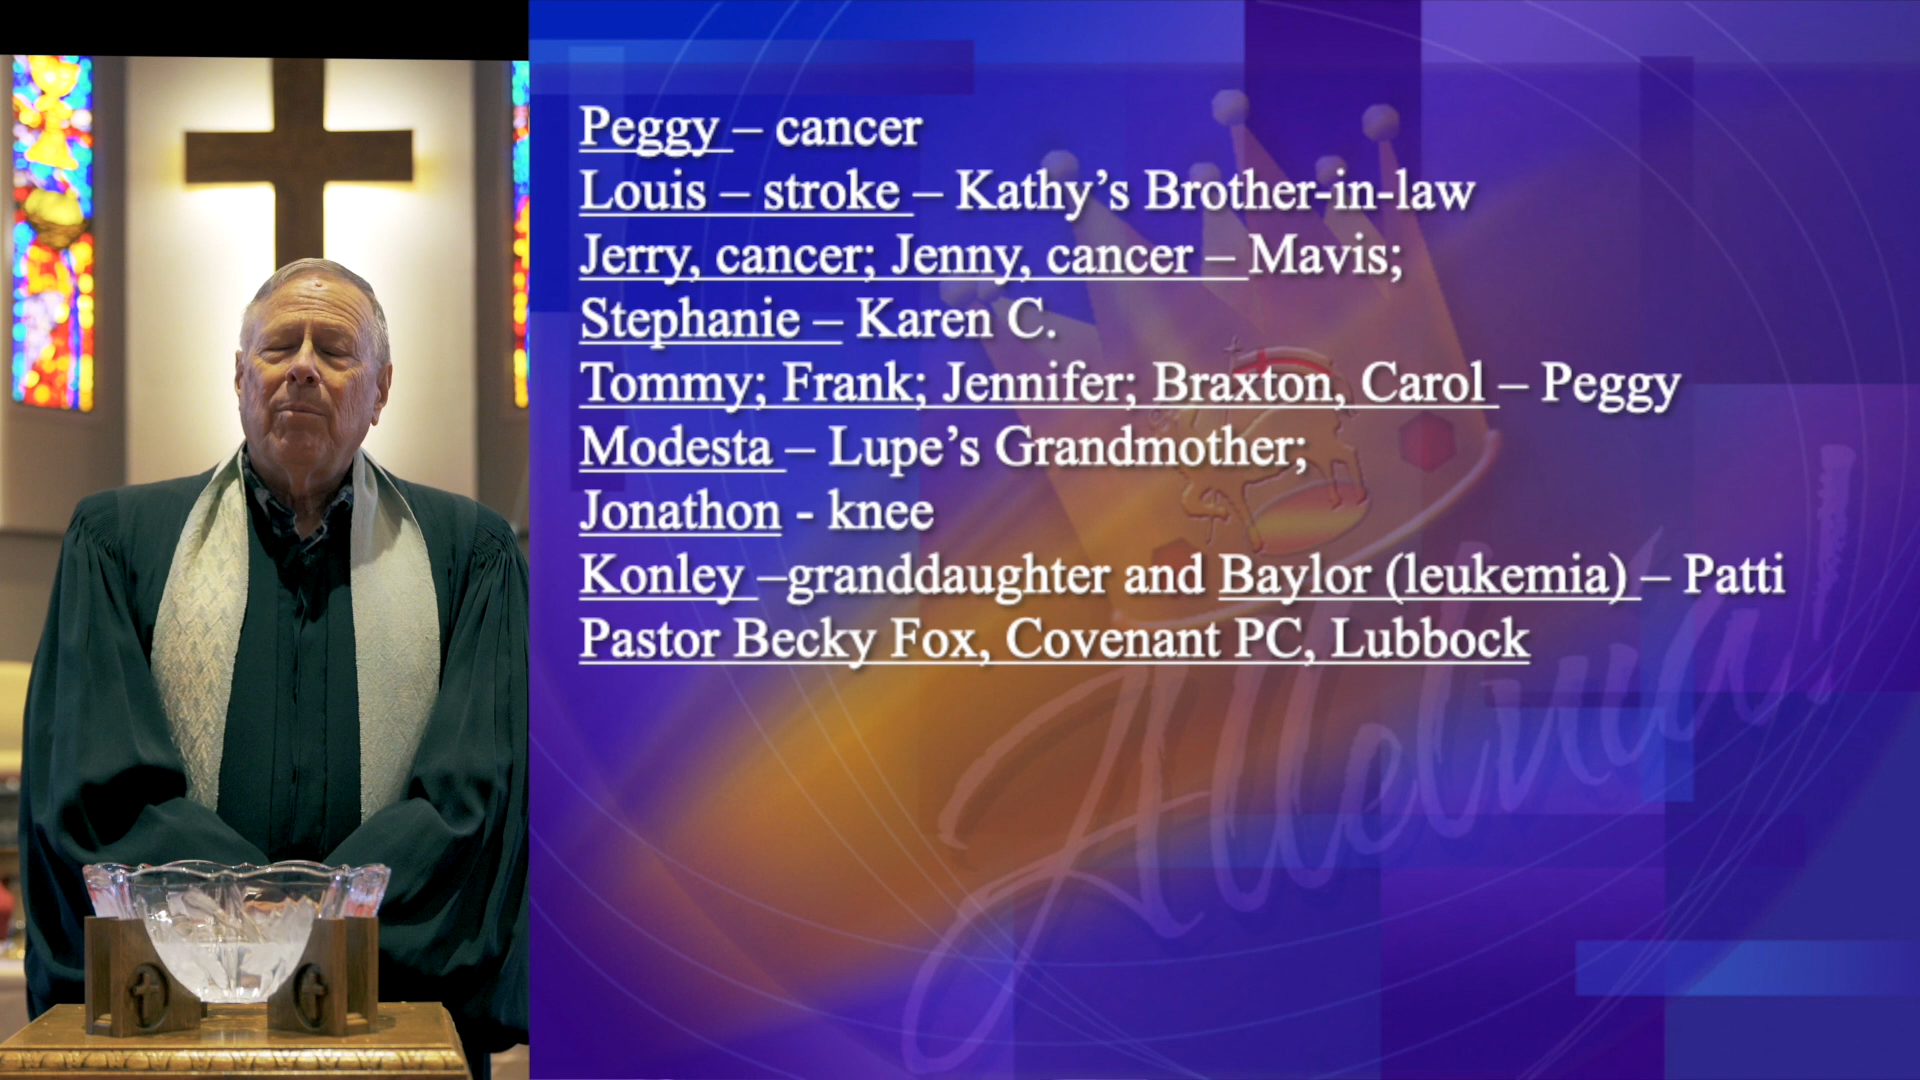 Peggy – cancer
Louis – stroke – Kathy’s Brother-in-law
Jerry, cancer; Jenny, cancer – Mavis;
Stephanie – Karen C.
Tommy; Frank; Jennifer; Braxton, Carol – Peggy
Modesta – Lupe’s Grandmother;
Jonathon - knee
Konley –granddaughter and Baylor (leukemia) – Patti
Pastor Becky Fox, Covenant PC, Lubbock
Alleluia!